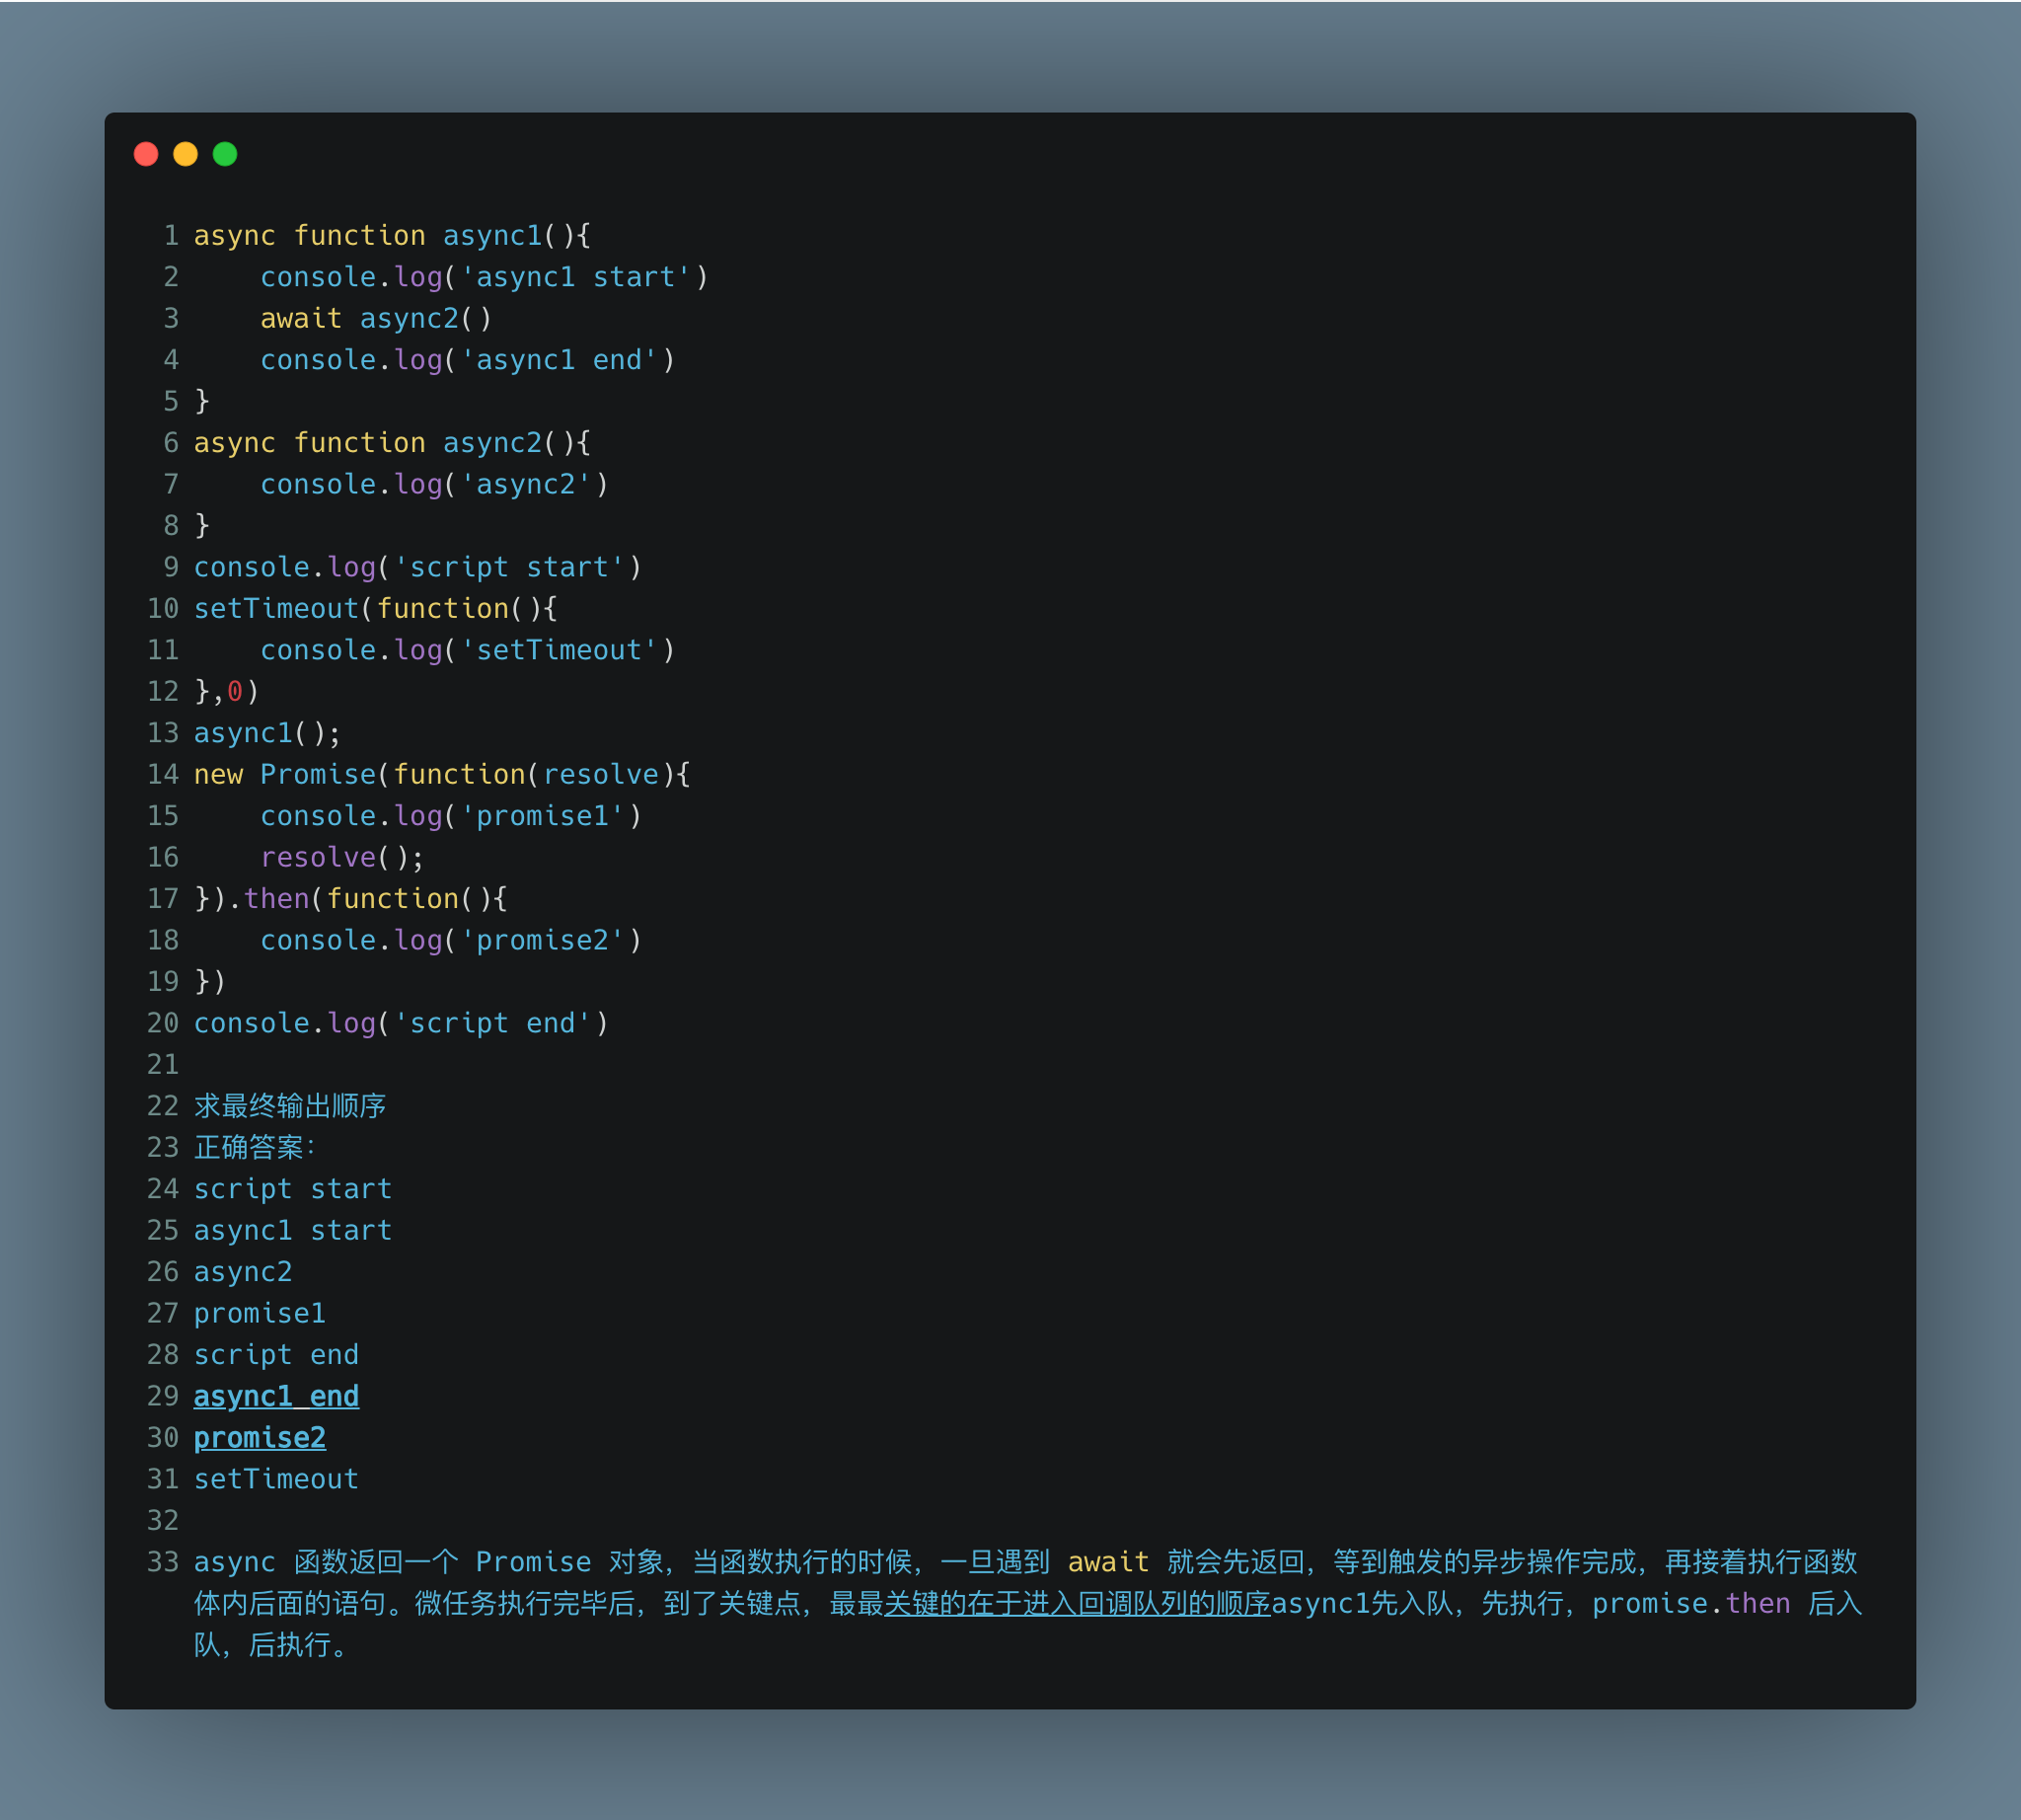 1 async function async1(){
2     console.log('async1 start')
3     await async2()
4     console.log('async1 end')
5 }
6 async function async2(){
7     console.log('async2')
8 }
9 console.log('script start')
10 setTimeout(function(){
11     console.log('setTimeout')
12 },0)
13 async1();
14 new Promise(function(resolve){
15     console.log('promise1')
16     resolve();
17 }).then(function(){
18     console.log('promise2')
19 })
20 console.log('script end')
21
22 求最终输出顺序
23 正确答案：
24 script start
25 async1 start
26 async2
27 promise1
28 script end
29 async1 end
30 promise2
31 setTimeout
32
33 async 函数返回一个 Promise 对象，当函数执行的时候，一旦遇到 await 就会先返回，等到触发的异步操作完成，再接着执行函数
体内后面的语句。微任务执行完毕后，到了关键点，最最关键的在于进入回调队列的顺序async1先入队，先执行，promise.then 后入
队，后执行。